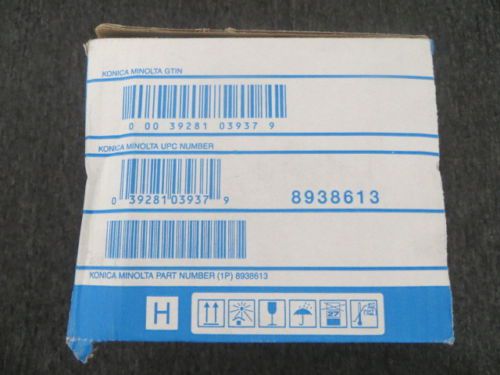 KONICA MINOLTA GTIN
0 00 39281 03937 9
KONICA MINOLTA UPC NUMBER
0 39281 03937 9
8938613
KONICA MINOLTA PART NUMBER (1P) 8938613
H
27